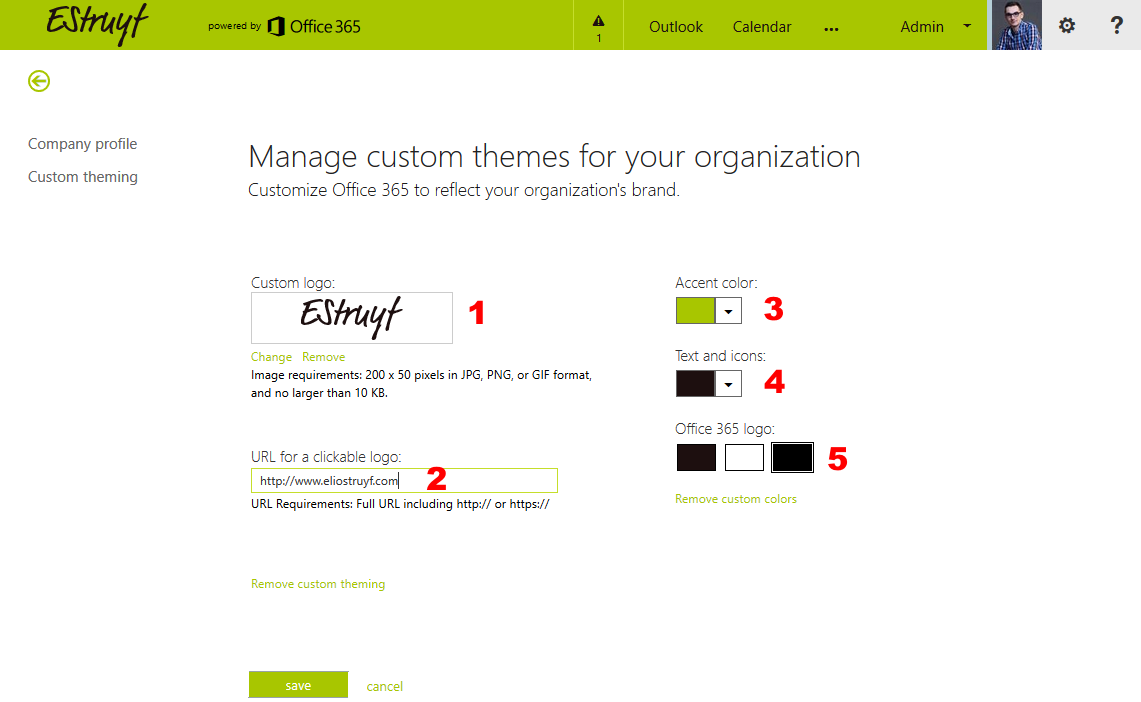 EStruyf
powered by Office 365
1
Outlook
Calendar
...
Admin
?
Company profile
Custom theming
Manage custom themes for your organization
Customize Office 365 to reflect your organization's brand.
Custom logo:
EStruyf
1
Change Remove
Image requirements: 200 x 50 pixels in JPG, PNG, or GIF format,
and no larger than 10 KB.
URL for a clickable logo:
http://www.eliostruyf.com
2
URL Requirements: Full URL including http:// or https://
Remove custom theming
Accent color:
3
Text and icons:
4
Office 365 logo:
5
Remove custom colors
save
cancel